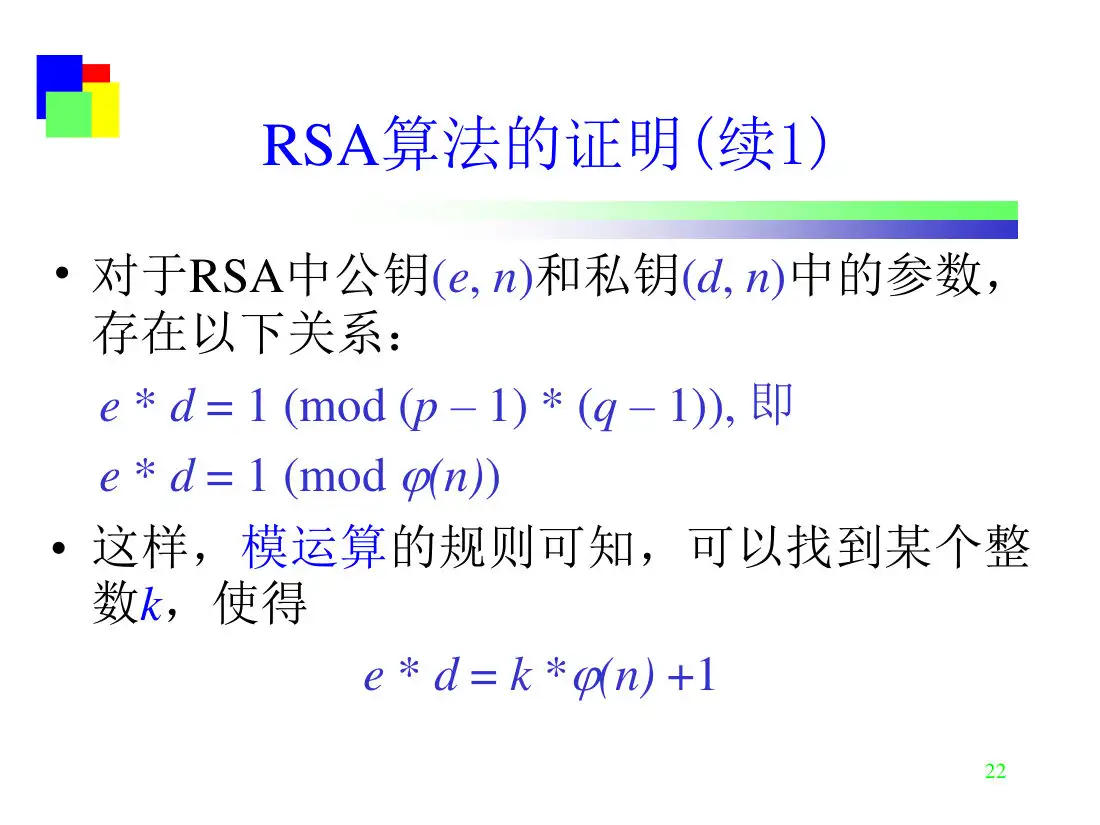 RSA算法的证明(续1)
• 对于RSA中公钥(e, n)和私钥(d, n)中的参数，
存在以下关系：
e * d = 1 (mod (p – 1) * (q – 1)), 即
e * d = 1 (mod φ(n))
• 这样，模运算的规则可知，可以找到某个整
数k，使得
e * d = k *φ(n) +1
22